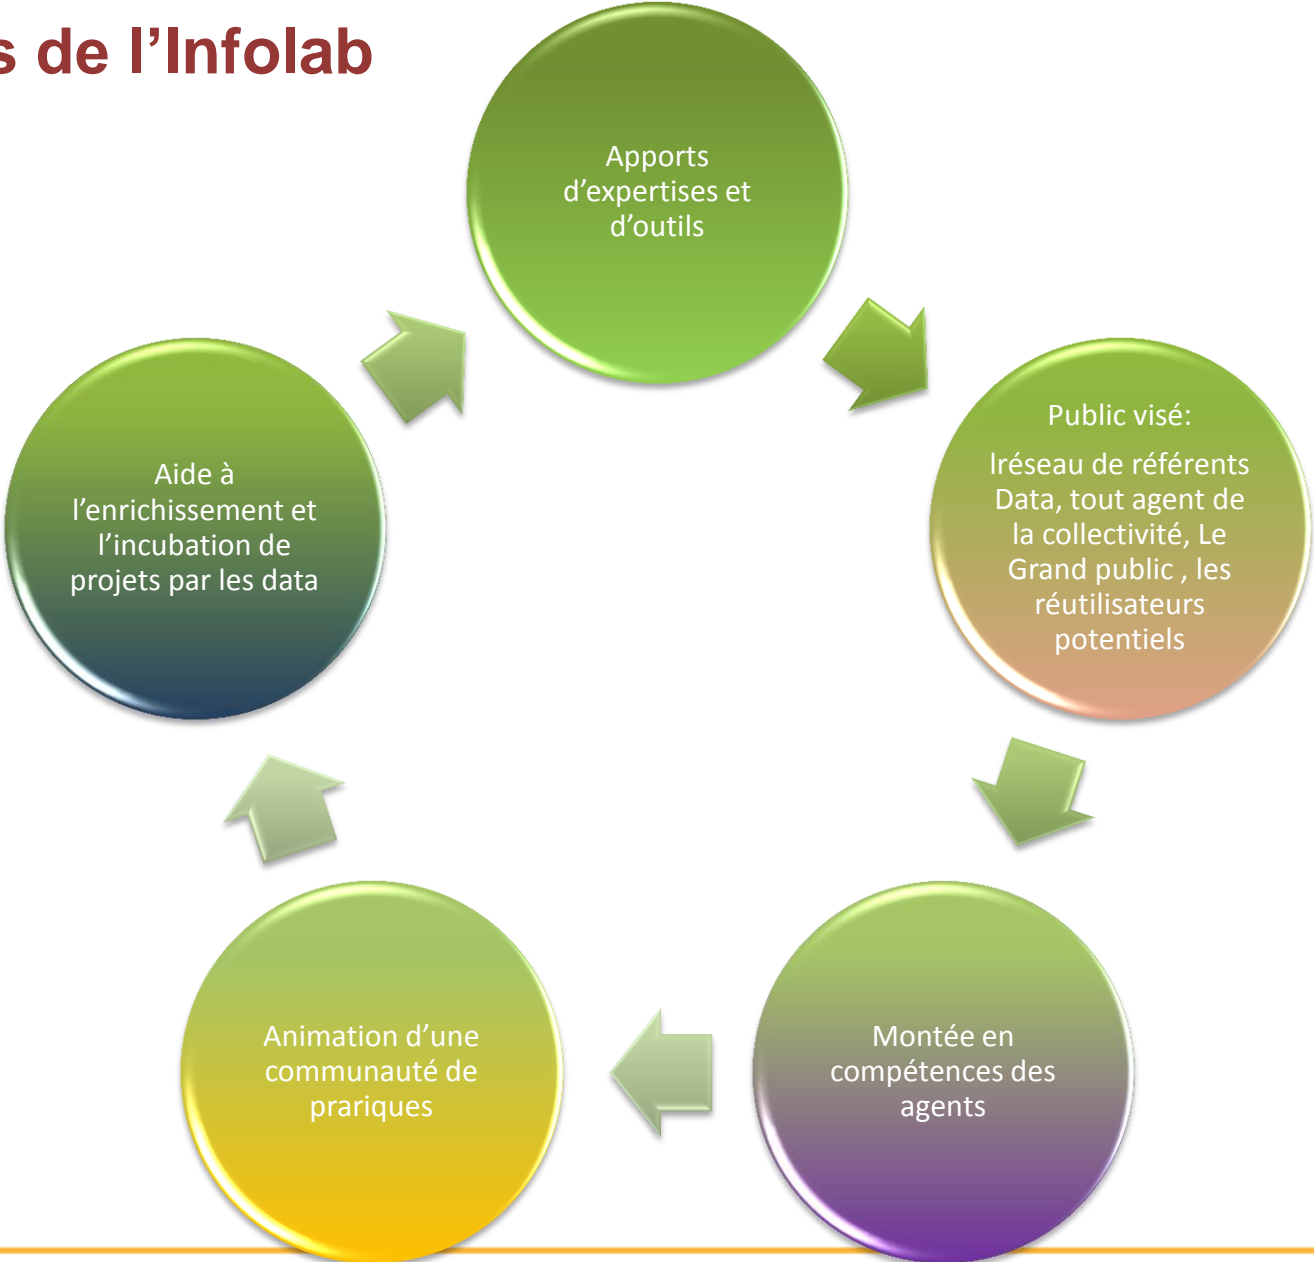 s de l’Infolab
Apports
d’expertises et
d’outils
Public visé:
lréseau de référents
Data, tout agent de
la collectivité, Le
Grand public , les
réutilisateurs
potentiels
Montée en
compétences des
agents
Animation d’une
communauté de
prariques
Aide à
l’enrichissement et
l’incubation de
projets par les data